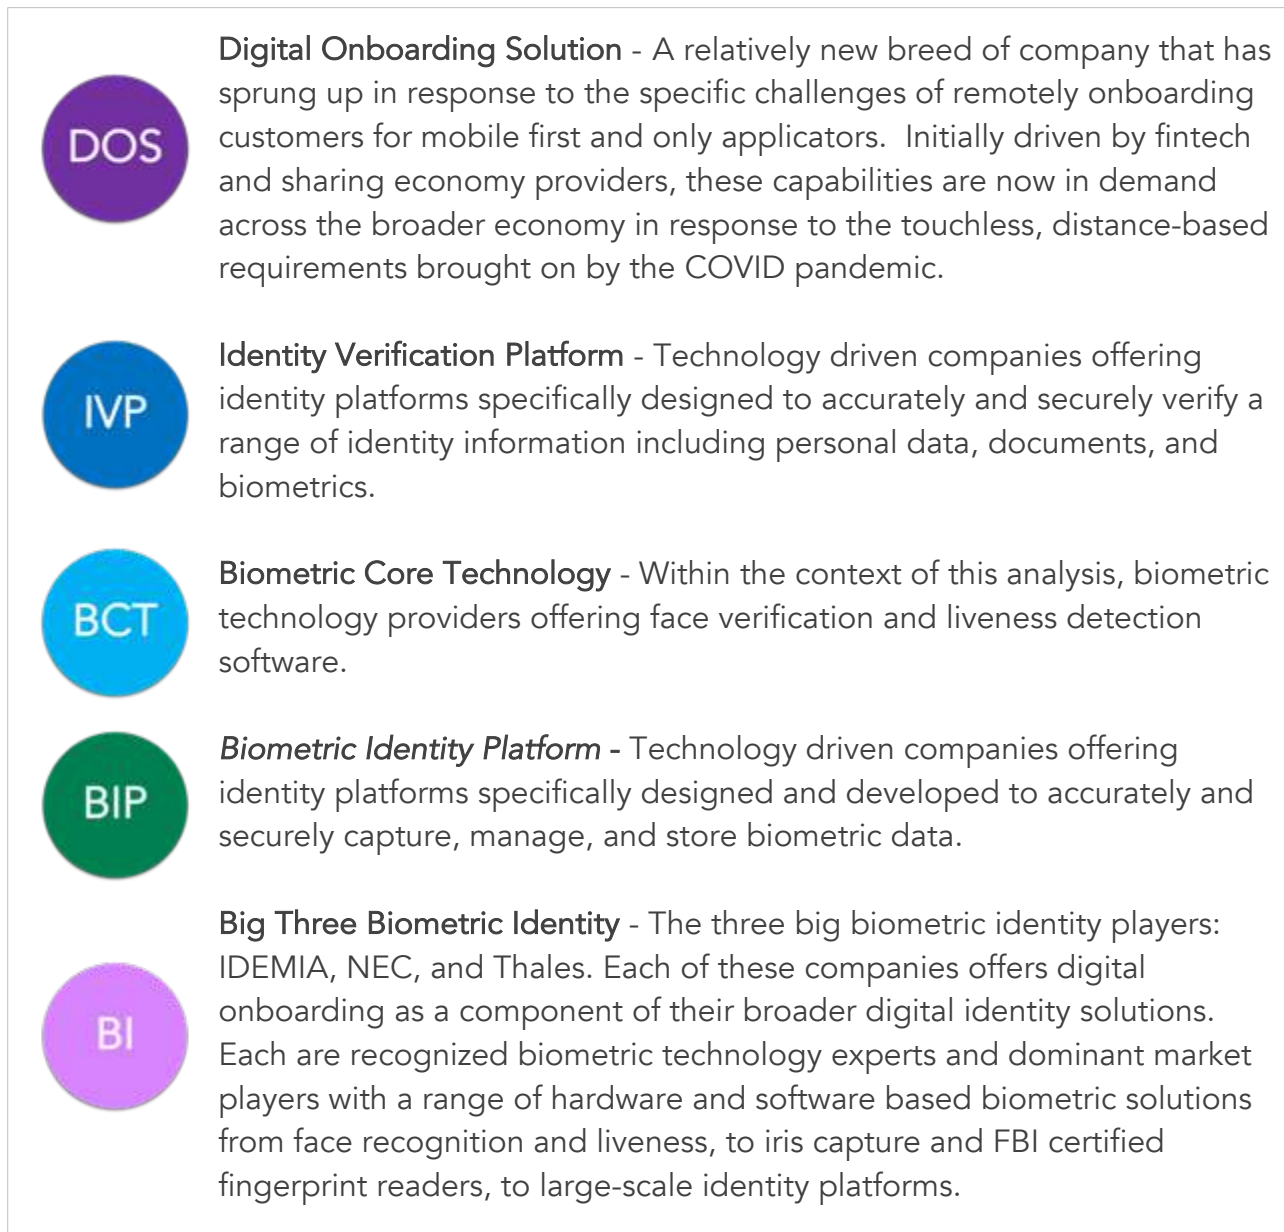 Digital Onboarding Solution - A relatively new breed of company that has
sprung up in response to the specific challenges of remotely onboarding
DOS
customers for mobile first and only applicators.  Initially driven by fintech
and sharing economy providers, these capabilities are now in demand
across the broader economy in response to the touchless, distance-based
requirements brought on by the COVID pandemic.
Identity Verification Platform - Technology driven companies offering
identity platforms specifically designed to accurately and securely verify a
IVP
range of identity information including personal data, documents, and
biometrics.
Biometric Core Technology - Within the context of this analysis, biometric
BCT
technology providers offering face verification and liveness detection
software.
Biometric Identity Platform - Technology driven companies offering
BIP
identity platforms specifically designed and developed to accurately and
securely capture, manage, and store biometric data.
Big Three Biometric Identity - The three big biometric identity players:
IDEMIA, NEC, and Thales. Each of these companies offers digital
onboarding as a component of their broader digital identity solutions.
BI
Each are recognized biometric technology experts and dominant market
players with a range of hardware and software based biometric solutions
from face recognition and liveness, to iris capture and FBI certified
fingerprint readers, to large-scale identity platforms.